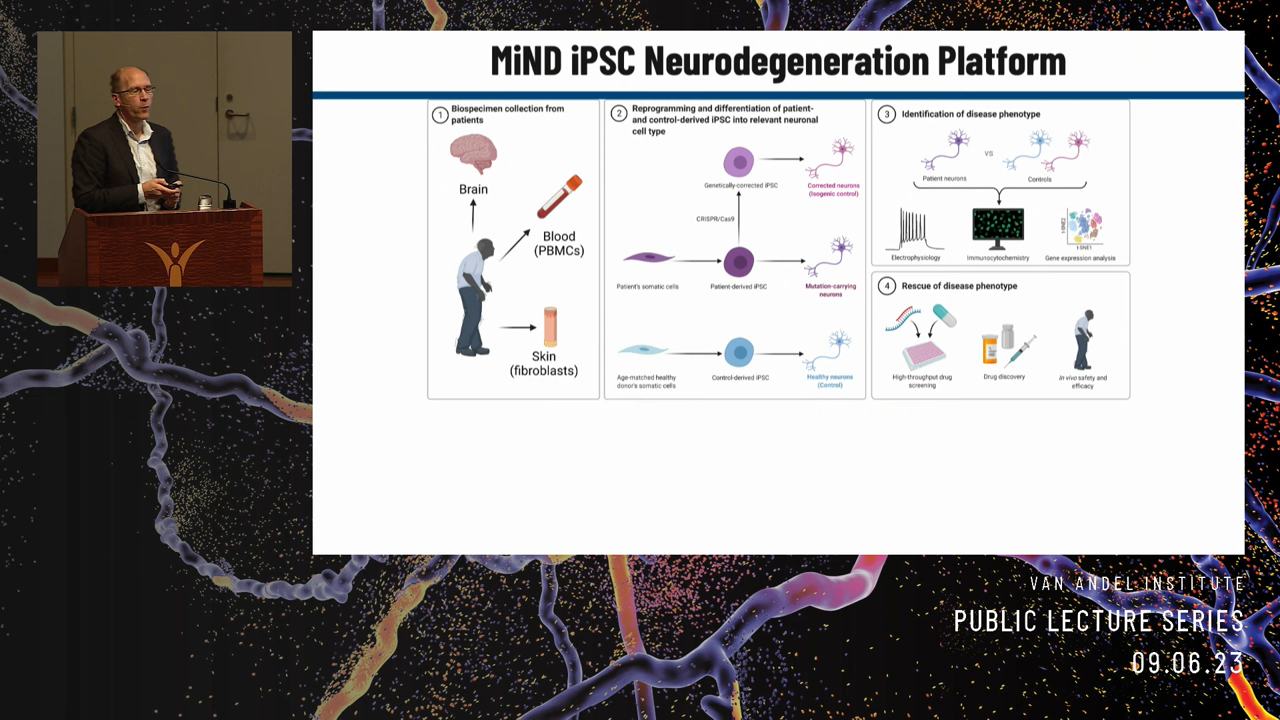 MiND iPSC Neurodegeneration Platform
1
Biospecimen collection from
patients
Brain
Blood
(PBMCs)
Skin
(fibroblasts)
2
Reprogramming and differentiation of patient-
and control-derived iPSC into relevant neuronal
cell type
Genetically-corrected iPSC
Corrected neurons
(Isogenic control)
CRISPR/Cas9
Patient's somatic cells
Patient-derived iPSC
Mutation-carrying
neurons
Age-matched healthy
donor's somatic cells
Control-derived iPSC
Healthy neurons
(Control)
3
Identification of disease phenotype
VS
Patient neurons
Controls
t-SNE2
t-SNE1
Electrophysiology
Immunocytochemistry
Gene expression analysis
4
Rescue of disease phenotype
High-throughput drug
screening
Drug discovery
in vivo safety and
efficacy
VAN ANDEL INSTITUTE
PUBLIC LECTURE SERIES
09.06.23